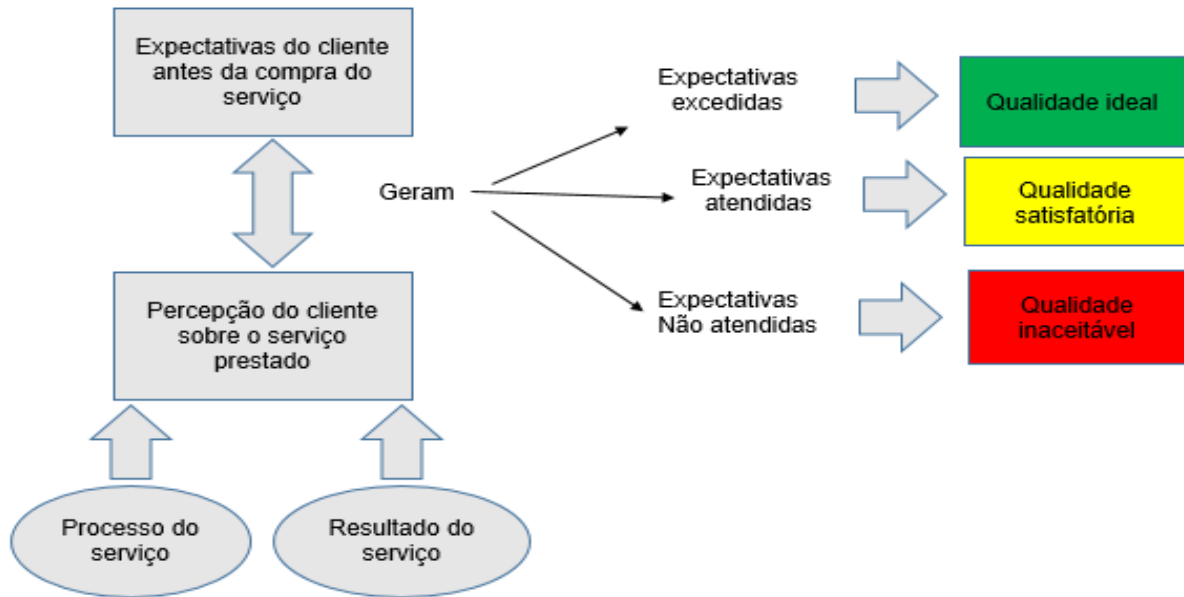 Expectativas do cliente
antes da compra do
serviço
Geram
Percepção do cliente
sobre o serviço
prestado
Processo do
serviço
Resultado do
serviço
Expectativas
excedidas
Qualidade ideal
Expectativas
atendidas
Qualidade
satisfatória
Expectativas
Não atendidas
Qualidade
inaceitável